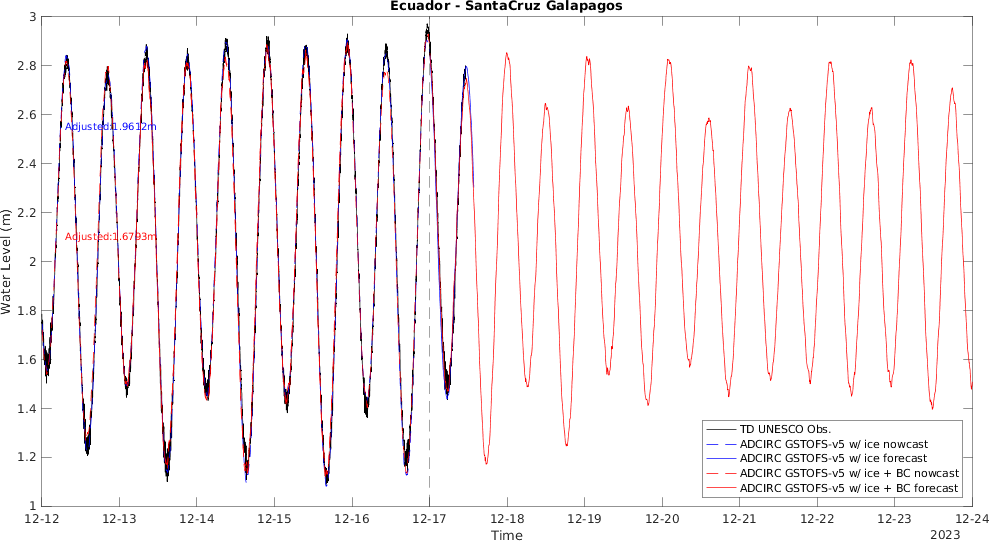 Ecuador - SantaCruz Galapagos
Water Level (m)
3
2.8
2.6
2.4
2.2
2
1.8
1.6
1.4
1.2
1
Adjusted:1.9612m
Adjusted:1.6793m
TD UNESCO Obs.
ADCIRC GSTOFS-v5 w/ ice nowcast
ADCIRC GSTOFS-v5 w/ ice forecast
ADCIRC GSTOFS-v5 w/ ice + BC nowcast
ADCIRC GSTOFS-v5 w/ ice + BC forecast
12-12 12-13 12-14 12-15 12-16 12-17 12-18 12-19 12-20 12-21 12-22 12-23 12-24
Time
2023